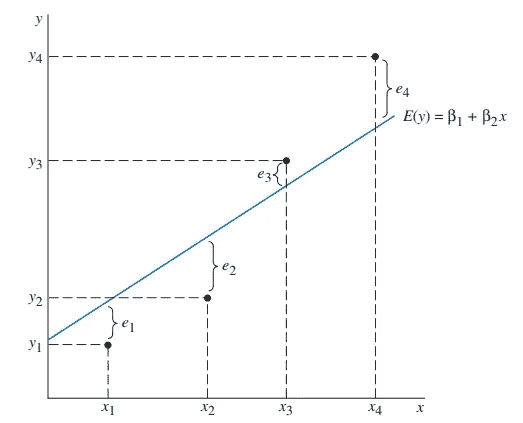 y
y₄
e₄
E(y) = β₁ + β₂x
y₃
e₃
e₂
y₂
e₁
y₁
x₁ x₂ x₃ x₄ x